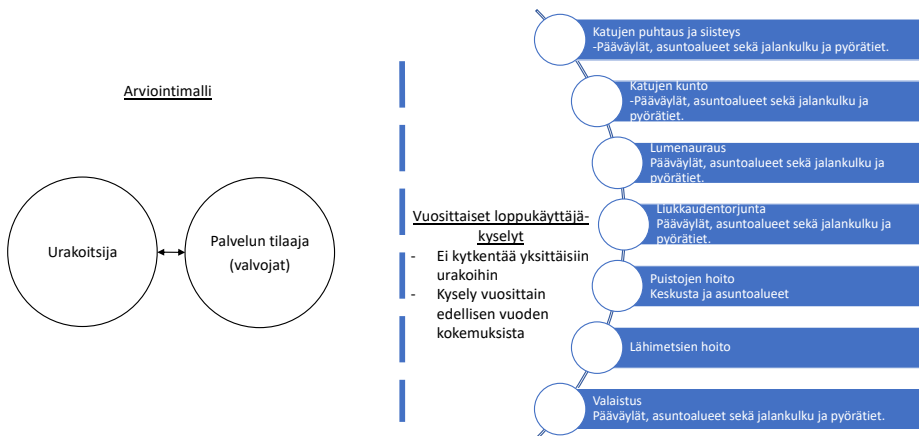 Arviointimalli
Urakoitsija
Palvelun tilaaja
(valvojat)
Vuosittaiset loppukäyttäjä-
kyselyt
- Ei kytkentää yksittäisiin
urakoihin
- Kysely vuosittain
edellisen vuoden
kokemuksista
Katujen puhtaus ja siisteys
-Pääväylät, asuntoalueet sekä jalankulku ja pyörätiet.
Katujen kunto
-Pääväylät, asuntoalueet sekä jalankulku ja
pyörätiet.
Lumenauraus
Pääväylät, asuntoalueet sekä jalankulku ja
pyörätiet.
Liukkaudentorjunta
Pääväylät, asuntoalueet sekä jalankulku ja
pyörätiet.
Puistojen hoito
Keskusta ja asuntoalueet
Lähimetsien hoito
Valaistus
Pääväylät, asuntoalueet sekä jalankulku ja pyörätiet.